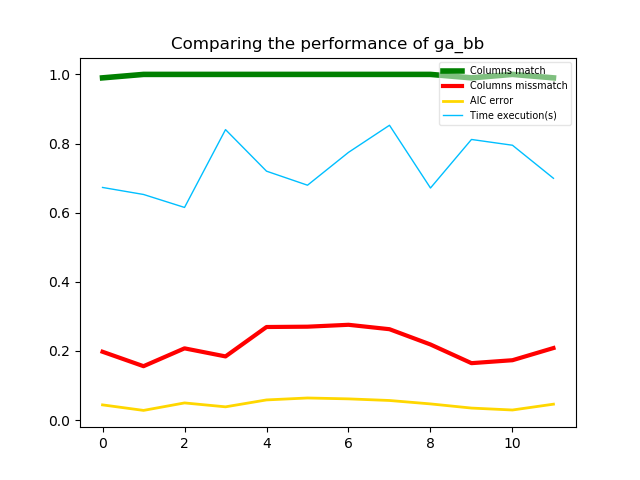 Comparing the performance of ga_bb
Columns match
Columns missmatch
AIC error
Time execution(s)
1.0
0.8
0.6
0.4
0.2
0.0
0 2 4 6 8 10